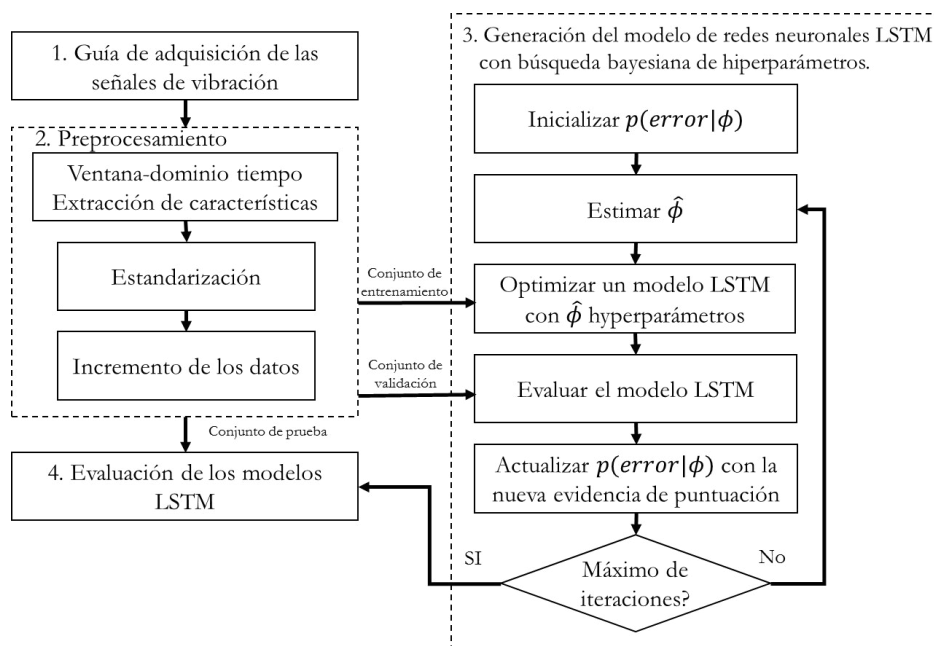 1. Guía de adquisición de las
señales de vibración
2. Preprocesamiento
Ventana-dominio tiempo
Extracción de características
Estandarización
Incremento de los datos
Conjunto de
entrenamiento
Conjunto de
validación
Conjunto de prueba
4. Evaluación de los modelos
LSTM
3. Generación del modelo de redes neuronales LSTM
con búsqueda bayesiana de hiperparámetros.
Inicializar p(error|ϕ)
Estimar ϕ̂
Optimizar un modelo LSTM
con ϕ̂ hyperparámetros
Evaluar el modelo LSTM
Actualizar p(error|ϕ) con la
nueva evidencia de puntuación
SI
No
Máximo de
iteraciones?